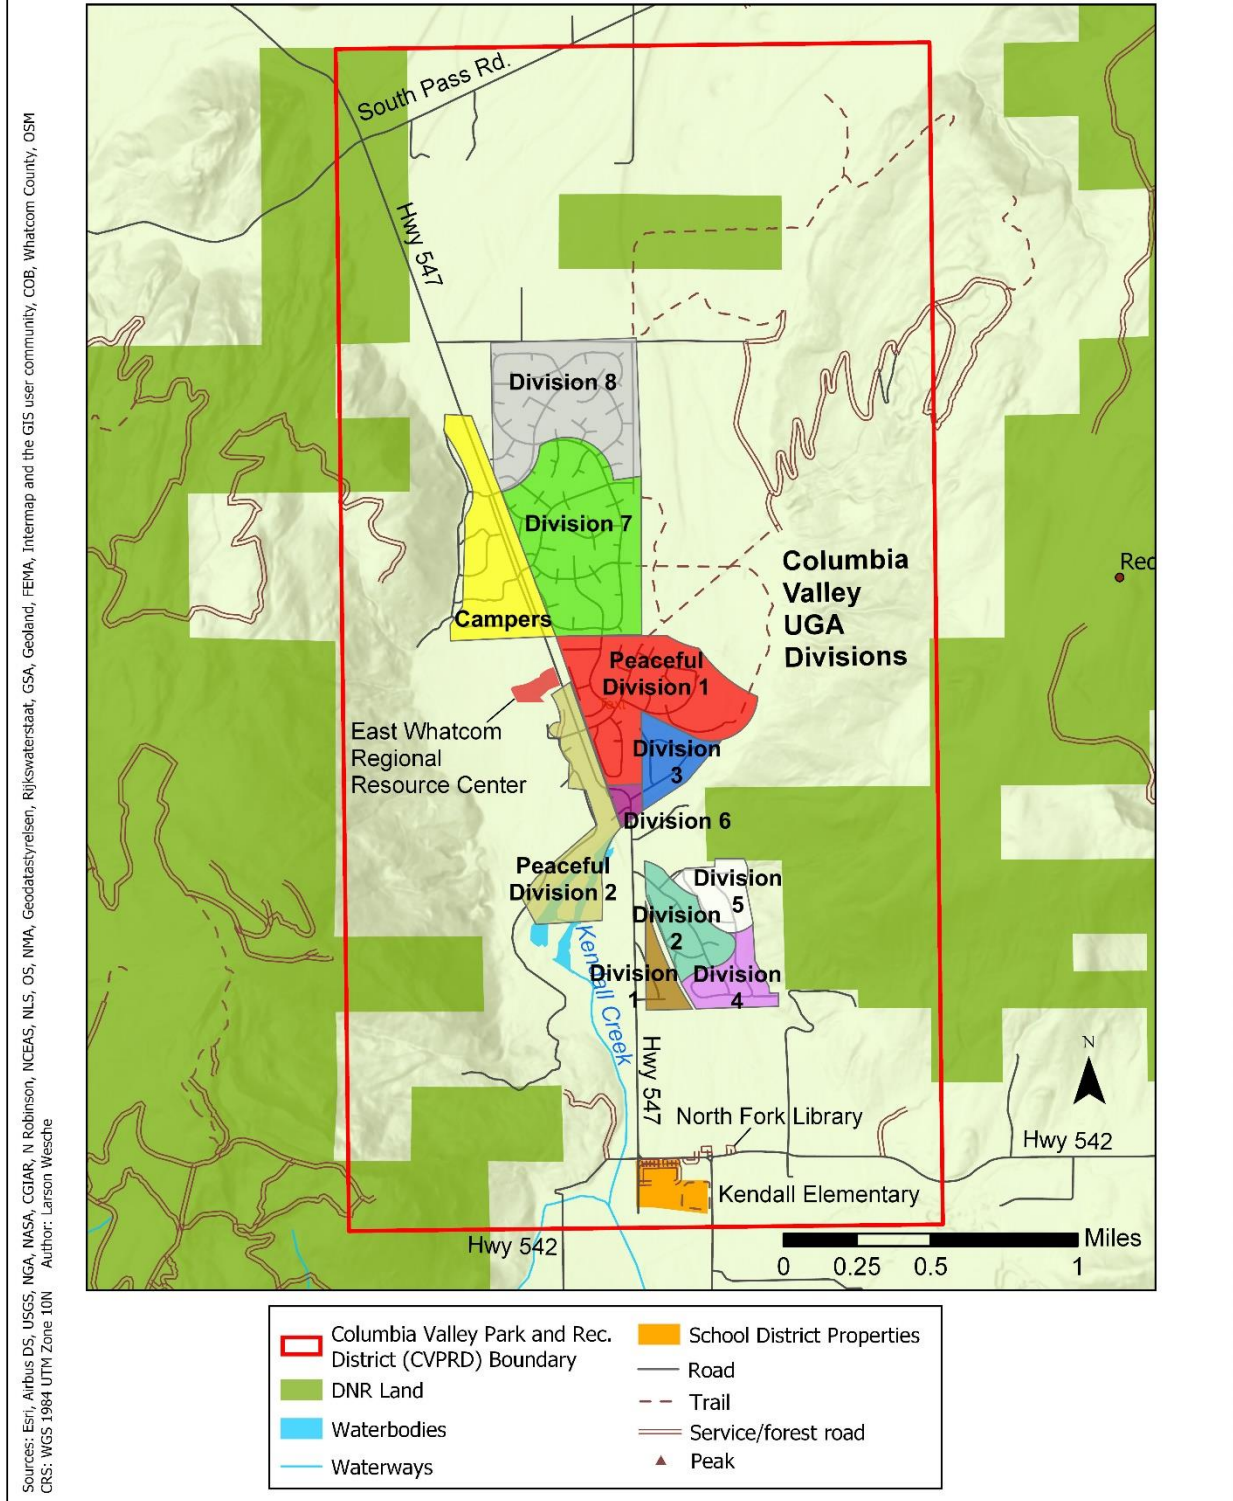 South Pass Rd.
Hwy 547
Division 8
Division 7
Campers
Columbia
Valley
UGA
Divisions
Peaceful
Division 1
Text
East Whatcom
Regional
Resource Center
Division
3
Division 6
Peaceful
Division 2
Division
5
Division
2
Division
1
Division
4
Kendall Creek
Hwy 547
North Fork Library
Hwy 542
Kendall Elementary
Hwy 542
Rec
N
Miles
0 0.25 0.5 1
Columbia Valley Park and Rec.
District (CVPRD) Boundary
DNR Land
Waterbodies
Waterways
School District Properties
Road
Trail
Service/forest road
Peak
Sources: Esri, Airbus DS, USGS, NGA, NASA, CGIAR, N Robinson, NCEAS, NLS, OS, NMA, Geodatastyrelsen, Rijkswaterstaat, GSA, Geoland, FEMA, Intermap and the GIS user community, COB, Whatcom County, OSM
CRS: WGS 1984 UTM Zone 10N Author: Larson Wesche